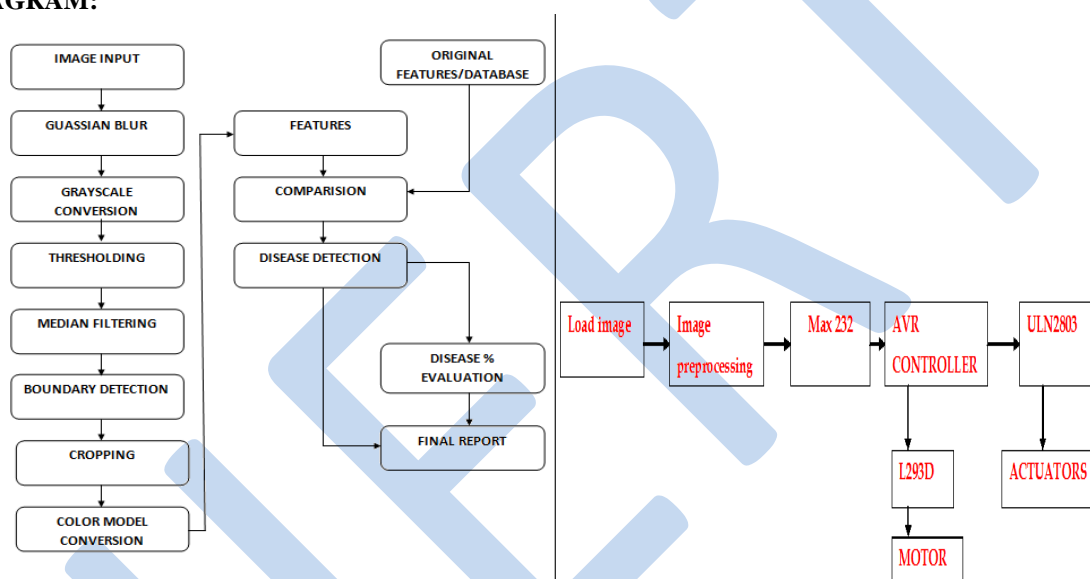 AGRAM:
IMAGE INPUT
GUASSIAN BLUR
GRAYSCALE
CONVERSION
THRESHOLDING
MEDIAN FILTERING
BOUNDARY DETECTION
CROPPING
COLOR MODEL
CONVERSION
FEATURES
COMPARISION
DISEASE DETECTION
ORIGINAL
FEATURES/DATABASE
DISEASE %
EVALUATION
FINAL REPORT
Load image
Image
preprocessing
Max 232
AVR
CONTROLLER
ULN2803
L293D
ACTUATORS
MOTOR